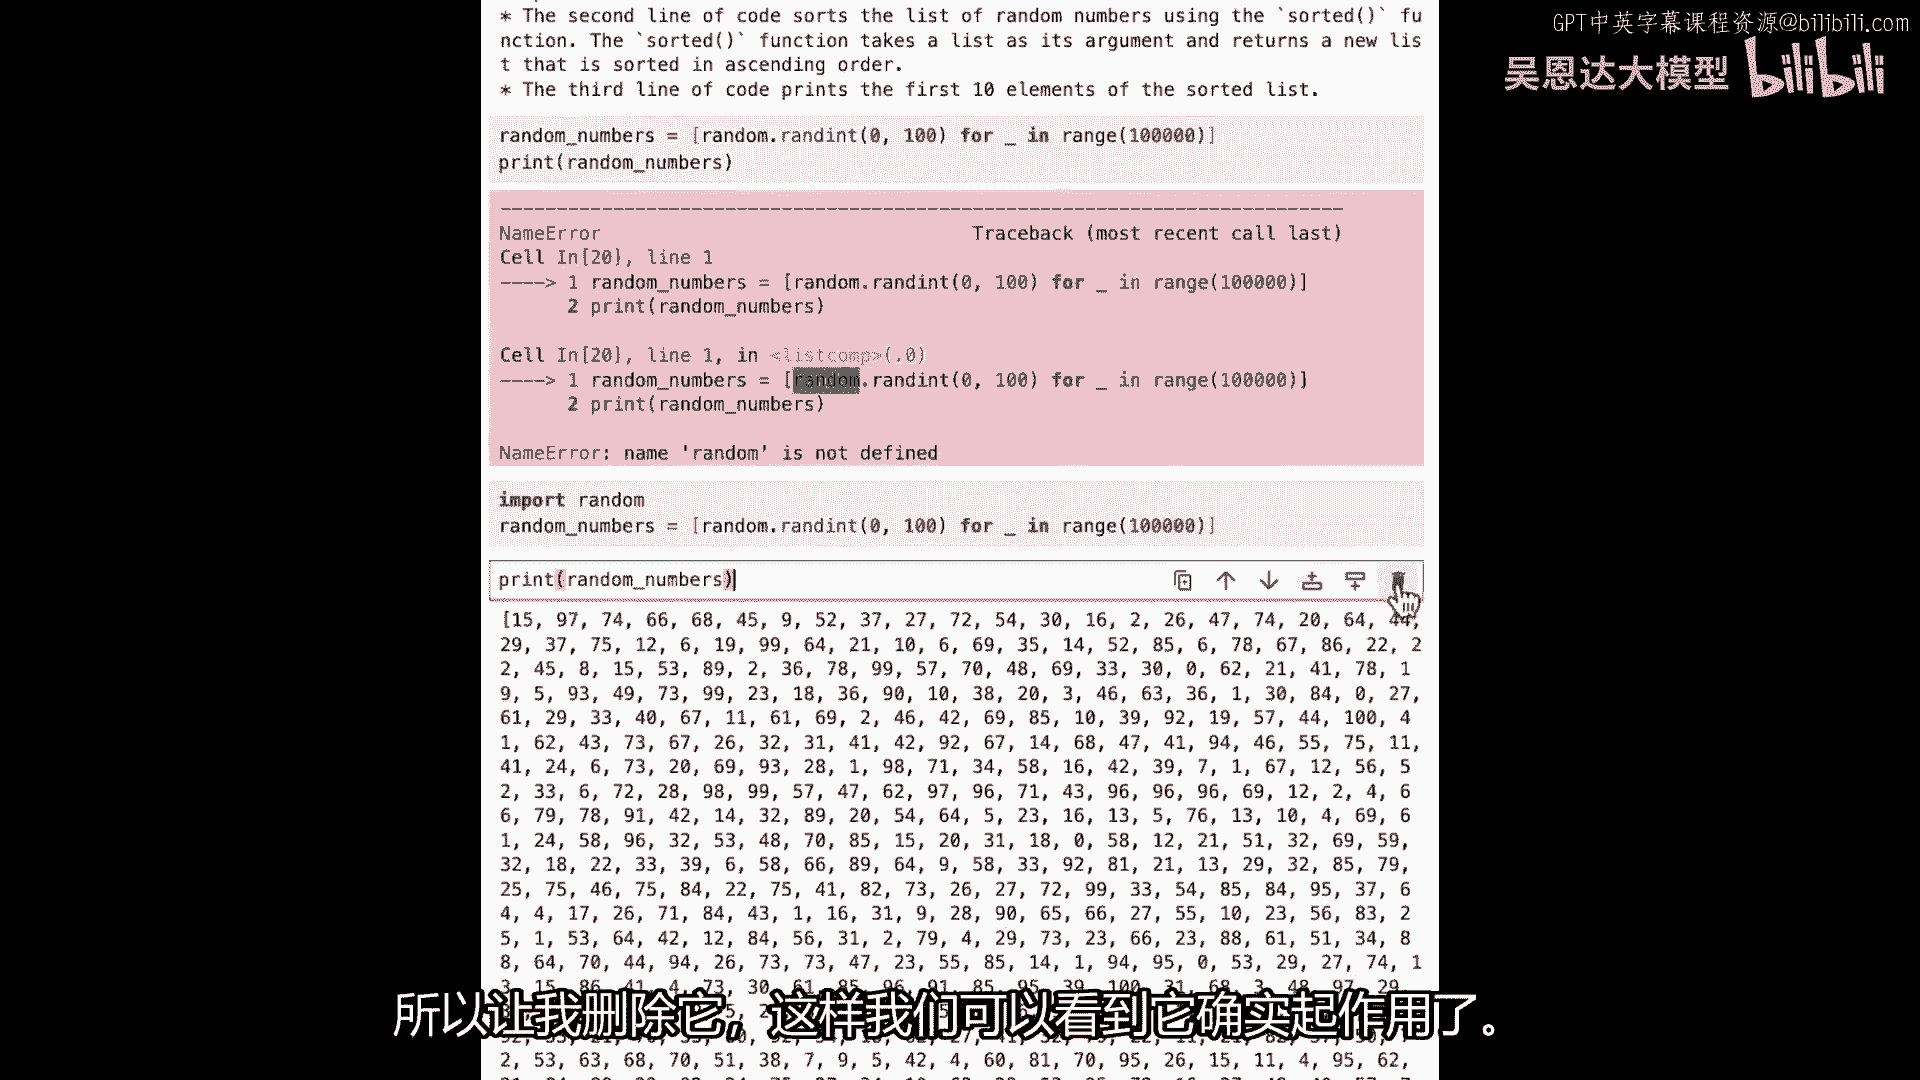 GPT中英字幕课程资源@bilibili.com
吴恩达大模型 bilibili
* The second line of code sorts the list of random numbers using the `sorted()` fu
nction. The `sorted()` function takes a list as its argument and returns a new lis
t that is sorted in ascending order.
* The third line of code prints the first 10 elements of the sorted list.
random_numbers = [random.randint(0, 100) for _ in range(100000)]
print(random_numbers)
NameError Traceback (most recent call last)
Cell In[20], line 1
----> 1 random_numbers = [random.randint(0, 100) for _ in range(100000)]
2 print(random_numbers)
Cell In[20], line 1, in <listcomp>(.0)
----> 1 random_numbers = [random.randint(0, 100) for _ in range(100000)]
2 print(random_numbers)
NameError: name 'random' is not defined
import random
random_numbers = [random.randint(0, 100) for _ in range(100000)]
print(random_numbers)
[15, 97, 74, 66, 68, 45, 9, 52, 37, 27, 72, 54, 30, 16, 2, 26, 47, 74, 20, 64, 44,
29, 37, 75, 12, 6, 19, 99, 64, 21, 10, 6, 69, 35, 14, 52, 85, 6, 78, 67, 86, 22, 2
2, 45, 8, 15, 53, 89, 2, 36, 78, 99, 57, 70, 48, 69, 33, 30, 0, 62, 21, 41, 78, 1
9, 5, 93, 49, 73, 99, 23, 18, 36, 90, 10, 38, 20, 3, 46, 63, 36, 1, 30, 84, 0, 27,
61, 29, 33, 40, 67, 11, 61, 69, 2, 46, 42, 69, 85, 10, 39, 92, 19, 57, 44, 100, 4
1, 62, 43, 73, 67, 26, 32, 31, 41, 42, 92, 67, 14, 68, 47, 41, 94, 46, 55, 75, 11,
41, 24, 6, 73, 20, 69, 93, 28, 1, 98, 71, 34, 58, 16, 42, 39, 7, 1, 67, 12, 56, 5
2, 33, 6, 72, 28, 98, 99, 57, 47, 62, 97, 96, 71, 43, 96, 96, 96, 69, 12, 2, 4, 6
6, 79, 78, 91, 42, 14, 32, 89, 20, 54, 64, 5, 23, 16, 13, 5, 76, 13, 10, 4, 69, 6
1, 24, 58, 96, 32, 53, 48, 70, 85, 15, 20, 31, 18, 0, 58, 12, 21, 51, 32, 69, 59,
32, 18, 22, 33, 39, 6, 58, 66, 89, 64, 9, 58, 33, 92, 81, 21, 13, 29, 32, 85, 79,
25, 75, 46, 75, 84, 22, 75, 41, 82, 73, 26, 27, 72, 99, 33, 54, 85, 84, 95, 37, 6
4, 4, 17, 26, 71, 84, 43, 1, 16, 31, 9, 28, 90, 65, 66, 27, 55, 10, 23, 56, 83, 2
5, 1, 53, 64, 42, 12, 84, 56, 31, 2, 79, 4, 29, 73, 23, 66, 23, 88, 61, 51, 34, 8
8, 64, 70, 44, 94, 26, 73, 73, 47, 23, 55, 85, 14, 1, 94, 95, 0, 53, 29, 27, 74, 1
所以让我删除它，这样我们可以看到它确实起作用了。
2, 53, 63, 68, 70, 51, 38, 7, 9, 5, 42, 4, 60, 81, 70, 95, 26, 15, 11, 4, 95, 62,